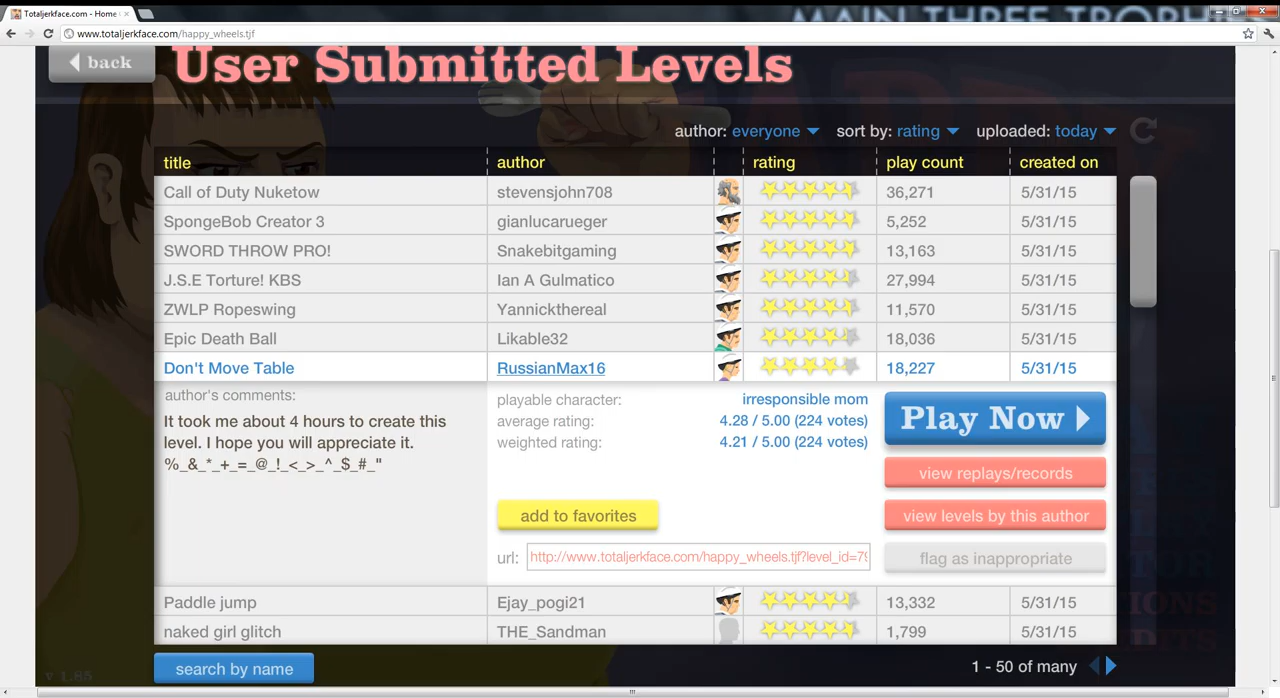 Totaljerkface.com - Home
MAIN THREE TROPHIES
www.totaljerkface.com/happy_wheels.tjf
back
User Submitted Levels
author: everyone sort by: rating uploaded: today
title author rating play count created on
Call of Duty Nuketow stevensjohn708 36,271 5/31/15
SpongeBob Creator 3 gianlucarueger 5,252 5/31/15
SWORD THROW PRO! Snakebitgaming 13,163 5/31/15
J.S.E Torture! KBS Ian A Gulmatico 27,994 5/31/15
ZWLP Ropeswing Yannickthereal 11,570 5/31/15
Epic Death Ball Likable32 18,036 5/31/15
Don't Move Table RussianMax16 18,227 5/31/15
author's comments:
It took me about 4 hours to create this
level. I hope you will appreciate it.
%_&_*_+_=_@_!_<_>_^_$_#_"
playable character: irresponsible mom
average rating: 4.28 / 5.00 (224 votes)
weighted rating: 4.21 / 5.00 (224 votes)
Play Now
view replays/records
add to favorites
view levels by this author
url: http://www.totaljerkface.com/happy_wheels.tjf?level_id=79
flag as inappropriate
Paddle jump Ejay_pogi21 13,332 5/31/15
naked girl glitch THE_Sandman 1,799 5/31/15
search by name
1 - 50 of many
v 1.85